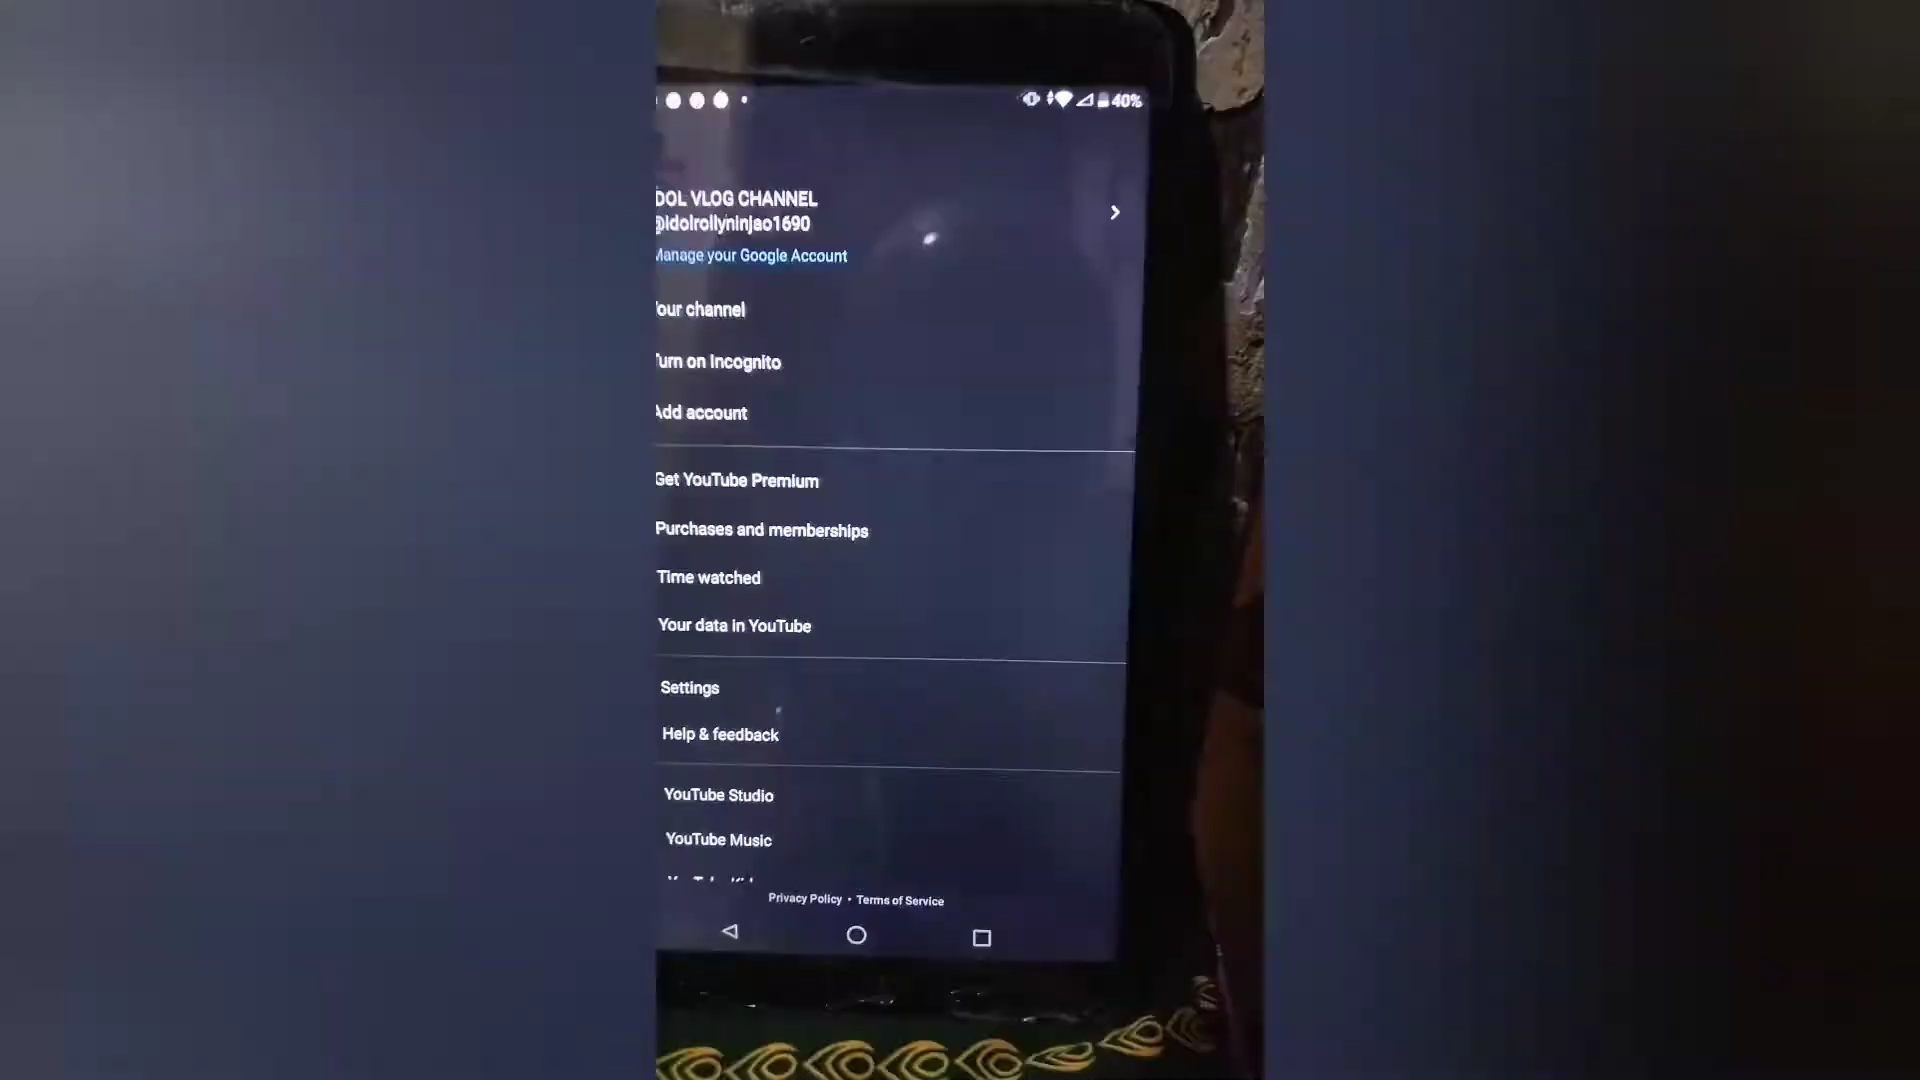 40%
DOL VLOG CHANNEL
@idolrollyninjao1690
Manage your Google Account
our channel
Turn on Incognito
Add account
Get YouTube Premium
Purchases and memberships
Time watched
Your data in YouTube
Settings
Help & feedback
YouTube Studio
YouTube Music
Privacy Policy • Terms of Service